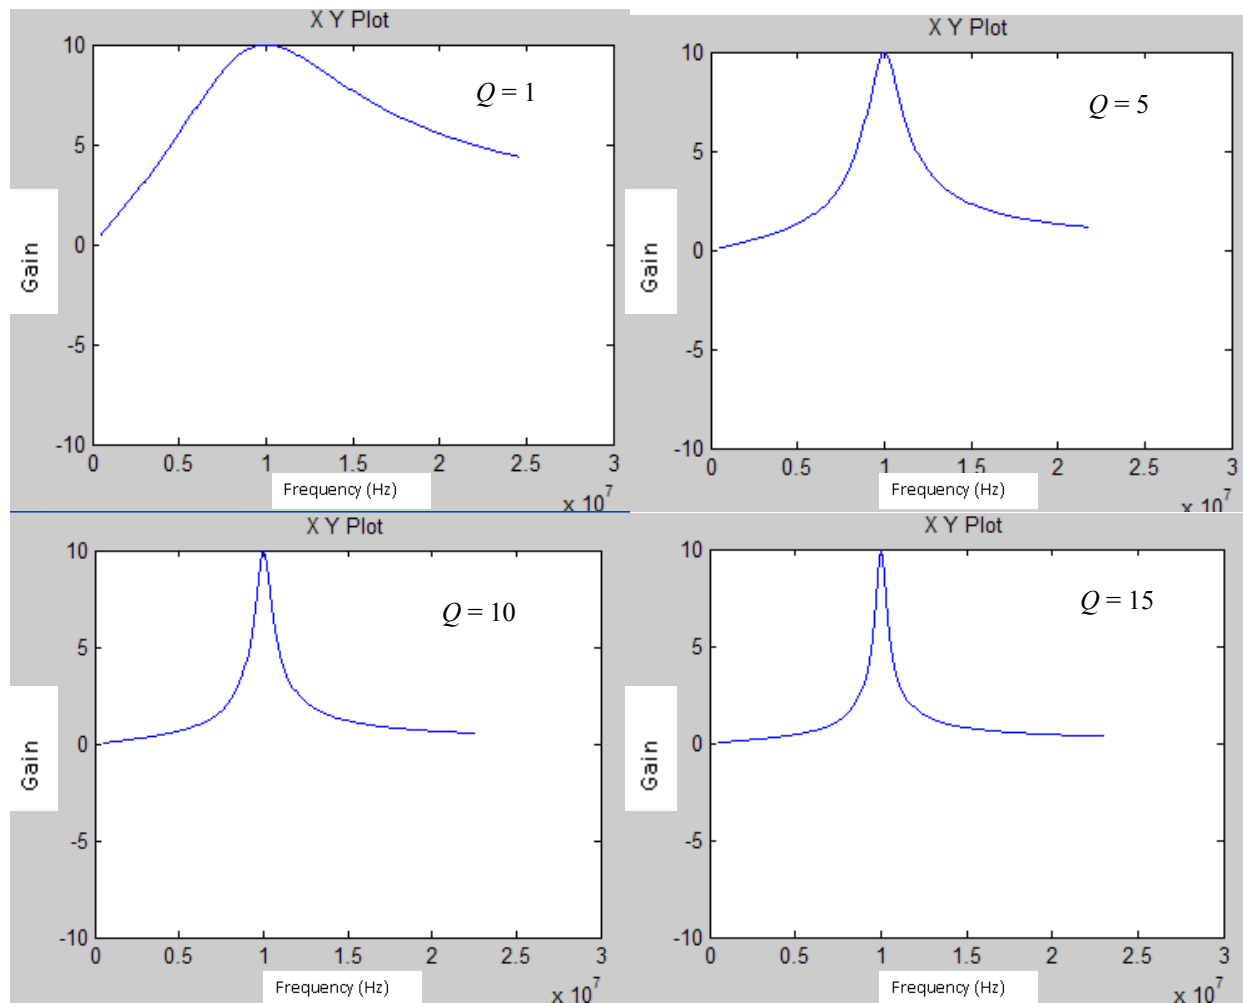 X Y Plot
10
5
0
-5
-10
Gain
Q = 1
0 0.5 1 1.5 2 2.5 3
Frequency (Hz)
x 10^7
X Y Plot
10
5
0
-5
-10
Gain
Q = 5
0 0.5 1 1.5 2 2.5 3
Frequency (Hz)
x 10^7
X Y Plot
10
5
0
-5
-10
Gain
Q = 10
0 0.5 1 1.5 2 2.5 3
Frequency (Hz)
x 10^7
X Y Plot
10
5
0
-5
-10
Gain
Q = 15
0 0.5 1 1.5 2 2.5 3
Frequency (Hz)
x 10^7